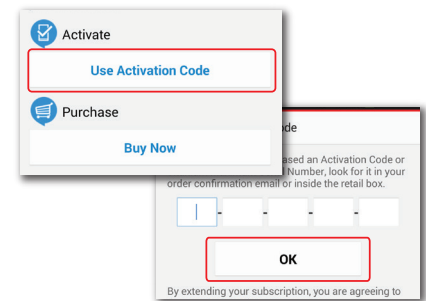 Activate
Use Activation Code
Purchase
Buy Now
de
ased an Activation Code or
Number, look for it in your
order confirmation email or inside the retail box.
- - - -
OK
By extending your subscription, you are agreeing to